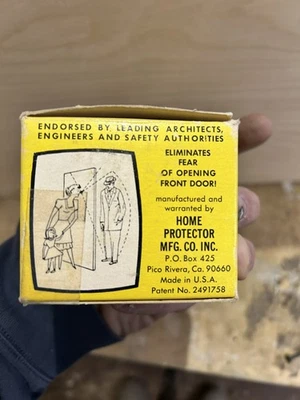 ENDORSED BY LEADING ARCHITECTS,
ENGINEERS AND SAFETY AUTHORITIES
ELIMINATES
FEAR
OF OPENING
FRONT DOOR!
manufactured and
warranted by
HOME
PROTECTOR
MFG. CO. INC.
P.O. Box 425
Pico Rivera, Ca. 90660
Made in U.S.A.
Patent No. 2491758